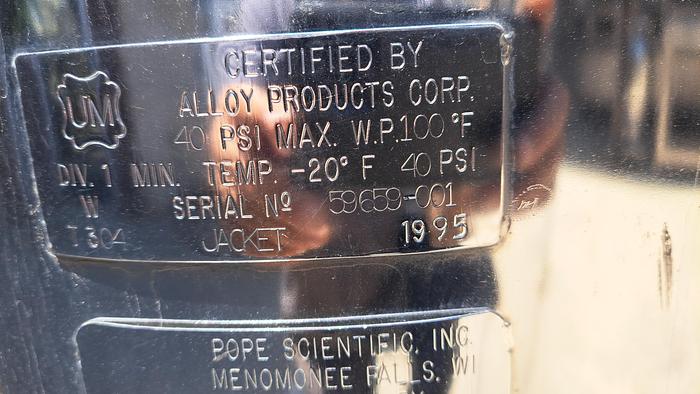 CERTIFIED BY
UM
ALLOY PRODUCTS CORP.
40 PSI MAX. W.P. 100 °F
DIV. 1 MIN. TEMP. -20° F 40 PSI
W SERIAL Nº 59659-001
T304 JACKET 1995
POPE SCIENTIFIC, INC.
MENOMONEE FALLS, WI